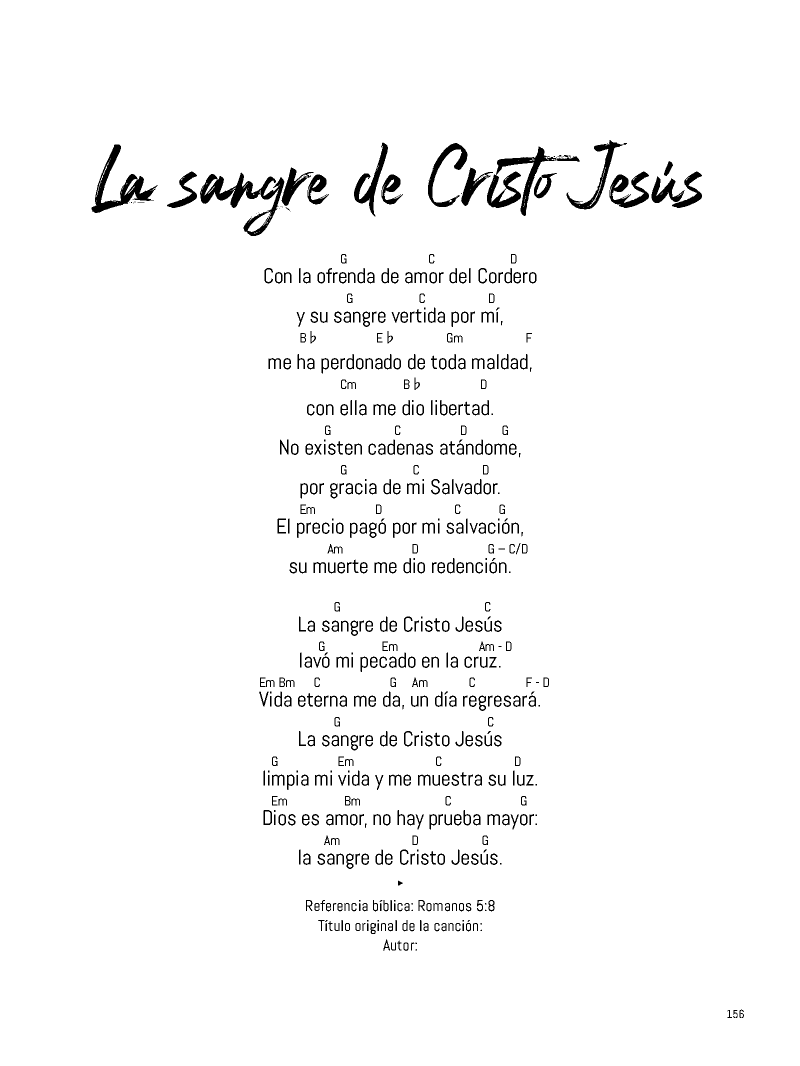 La sangre de Cristo Jesús
G C D
Con la ofrenda de amor del Cordero
G C D
y su sangre vertida por mí,
B♭ E♭ Gm F
me ha perdonado de toda maldad,
Cm B♭ D
con ella me dio libertad.
G C D G
No existen cadenas atándome,
G C D
por gracia de mi Salvador.
Em D C G
El precio pagó por mi salvación,
Am D G – C/D
su muerte me dio redención.
G C
La sangre de Cristo Jesús
G Em Am - D
lavó mi pecado en la cruz.
Em Bm C G Am C F - D
Vida eterna me da, un día regresará.
G C
La sangre de Cristo Jesús
G Em C D
limpia mi vida y me muestra su luz.
Em Bm C G
Dios es amor, no hay prueba mayor:
Am D G
la sangre de Cristo Jesús.
Referencia bíblica: Romanos 5:8
Título original de la canción:
Autor:
156